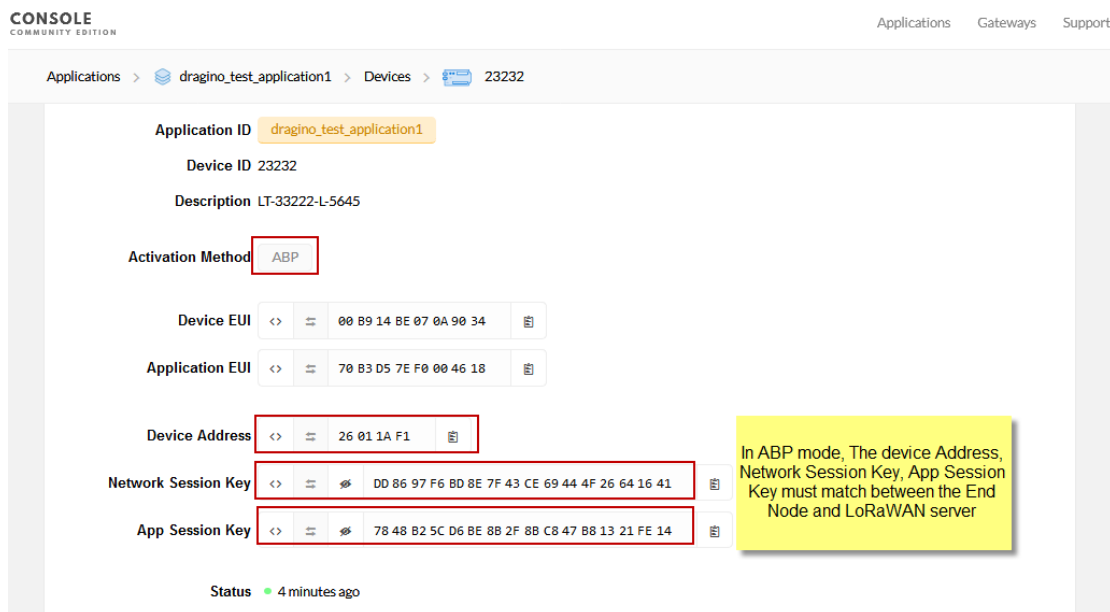 CONSOLE
COMMUNITY EDITION
Applications Gateways Support
Applications > dragino_test_application1 > Devices > 23232
Application ID dragino_test_application1
Device ID 23232
Description LT-33222-L-5645
Activation Method ABP
Device EUI <> 00 B9 14 BE 07 0A 90 34
Application EUI <> 70 B3 D5 7E F0 00 46 18
Device Address <> 26 01 1A F1
Network Session Key <> DD 86 97 F6 BD 8E 7F 43 CE 69 44 4F 26 64 16 41
App Session Key <> 78 48 B2 5C D6 BE 8B 2F 8B C8 47 B8 13 21 FE 14
In ABP mode, The device Address,
Network Session Key, App Session
Key must match between the End
Node and LoRaWAN server
Status 4 minutes ago